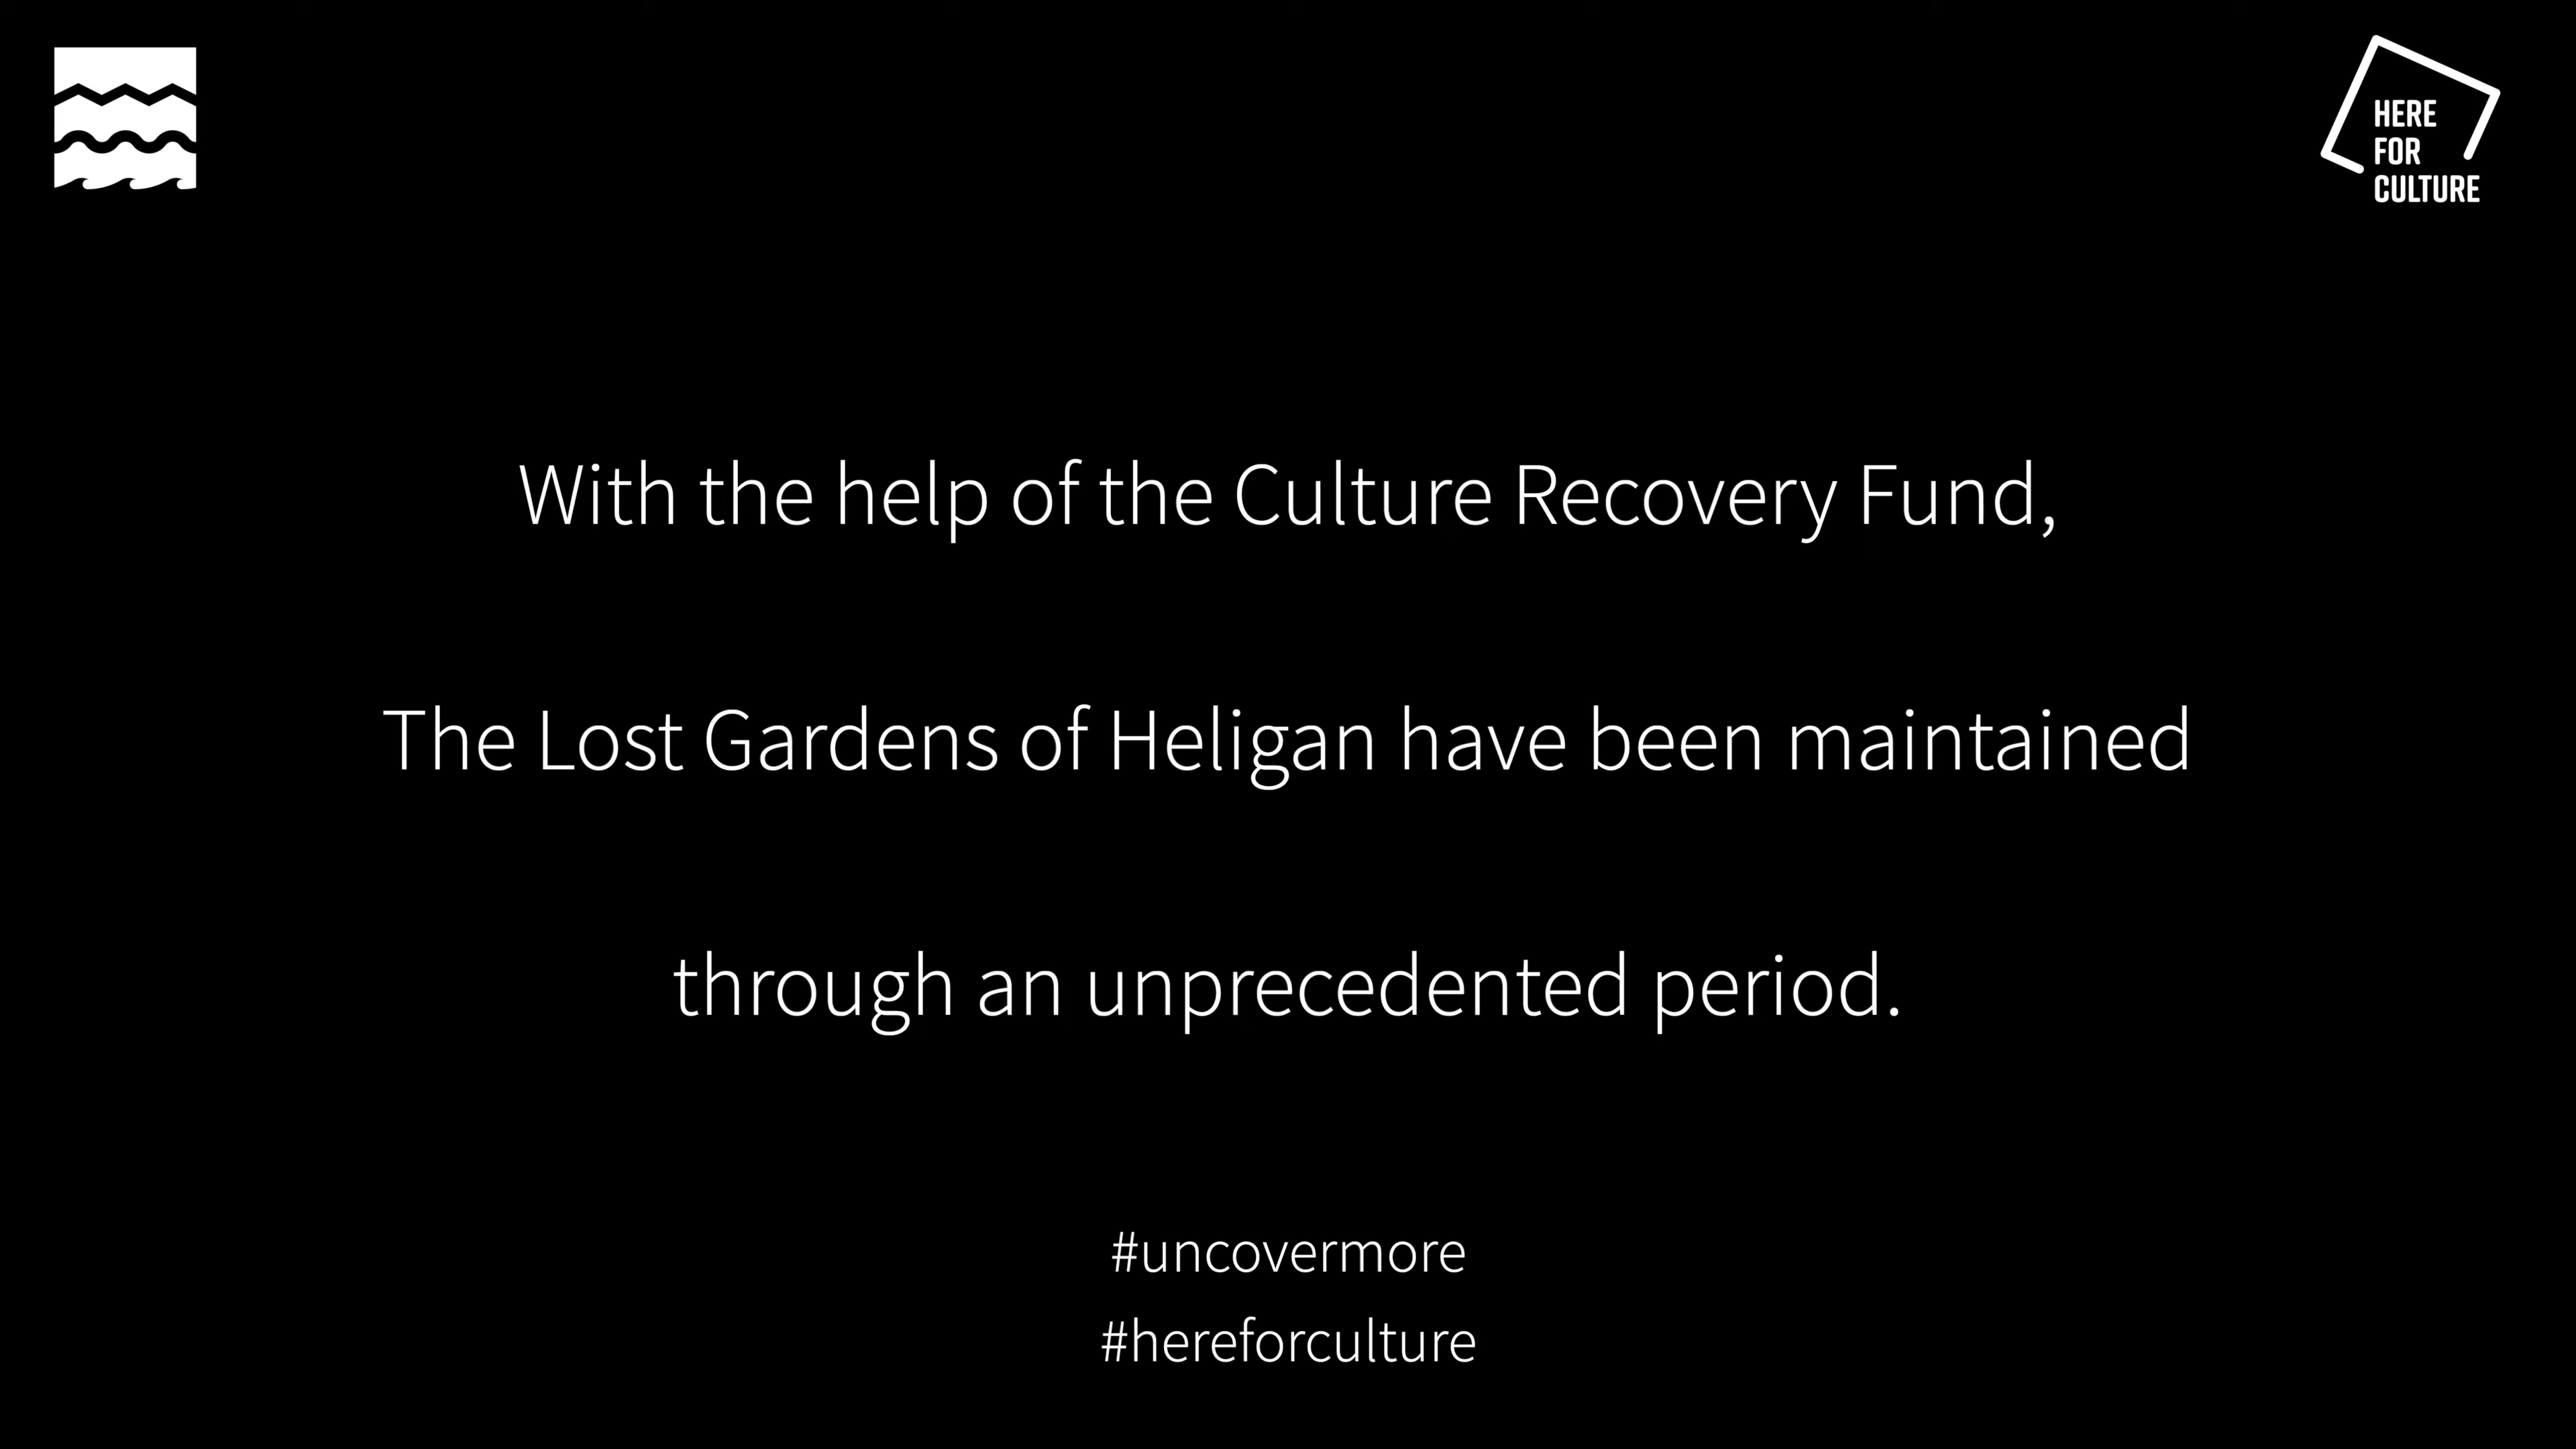 HERE
FOR
CULTURE
With the help of the Culture Recovery Fund,
The Lost Gardens of Heligan have been maintained
through an unprecedented period.
#uncovermore
#hereforculture